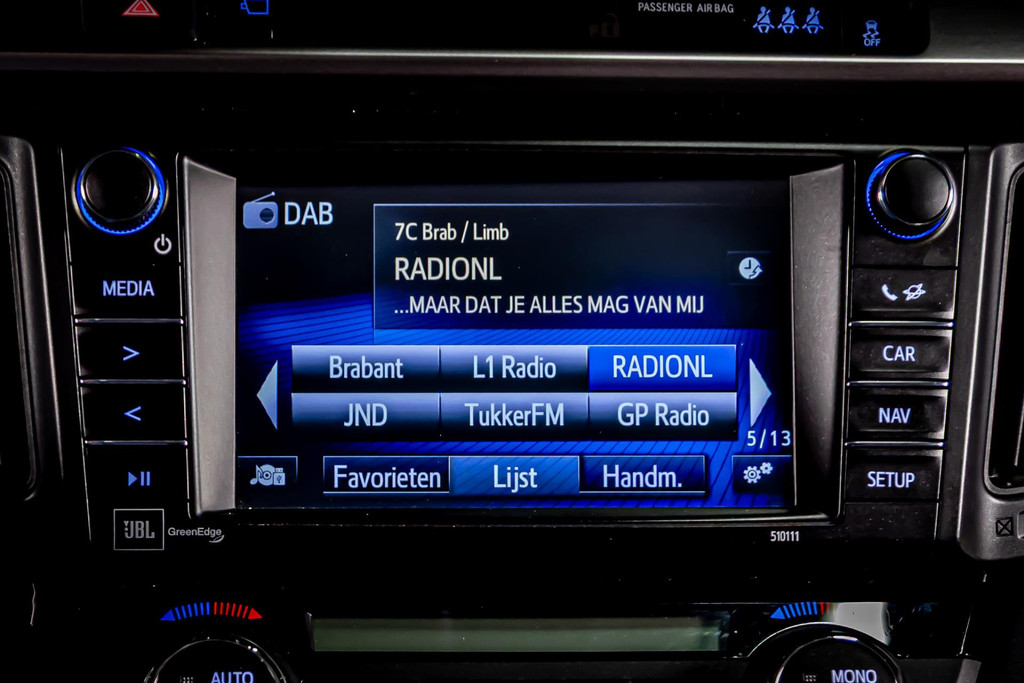 PASSENGER AIR BAG
OFF
DAB
7C Brab / Limb
RADIONL
...MAAR DAT JE ALLES MAG VAN MIJ
MEDIA
>
<
Brabant L1 Radio RADIONL
JND TukkerFM GP Radio
5/13
Favorieten Lijst Handm.
CAR
NAV
SETUP
JBL GreenEdge
510111
AUTO
MONO